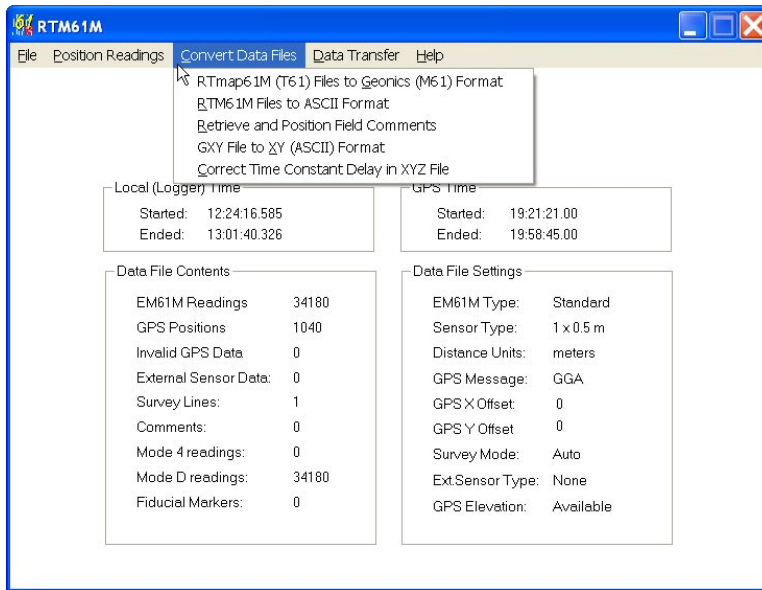 RTM61M
File Position Readings Convert Data Files Data Transfer Help
RTmap61M (T61) Files to Geonics (M61) Format
RTM61M Files to ASCII Format
Retrieve and Position Field Comments
GXY File to XY (ASCII) Format
Correct Time Constant Delay in XYZ File
Local (Logger) Time
Started: 12:24:16.585
Ended: 13:01:40.326
GPS Time
Started: 19:21:21.00
Ended: 19:58:45.00
Data File Contents
EM61M Readings 34180
GPS Positions 1040
Invalid GPS Data 0
External Sensor Data: 0
Survey Lines: 1
Comments: 0
Mode 4 readings: 0
Mode D readings: 34180
Fiducial Markers: 0
Data File Settings
EM61M Type: Standard
Sensor Type: 1 x 0.5 m
Distance Units: meters
GPS Message: GGA
GPS X Offset: 0
GPS Y Offset 0
Survey Mode: Auto
Ext.Sensor Type: None
GPS Elevation: Available